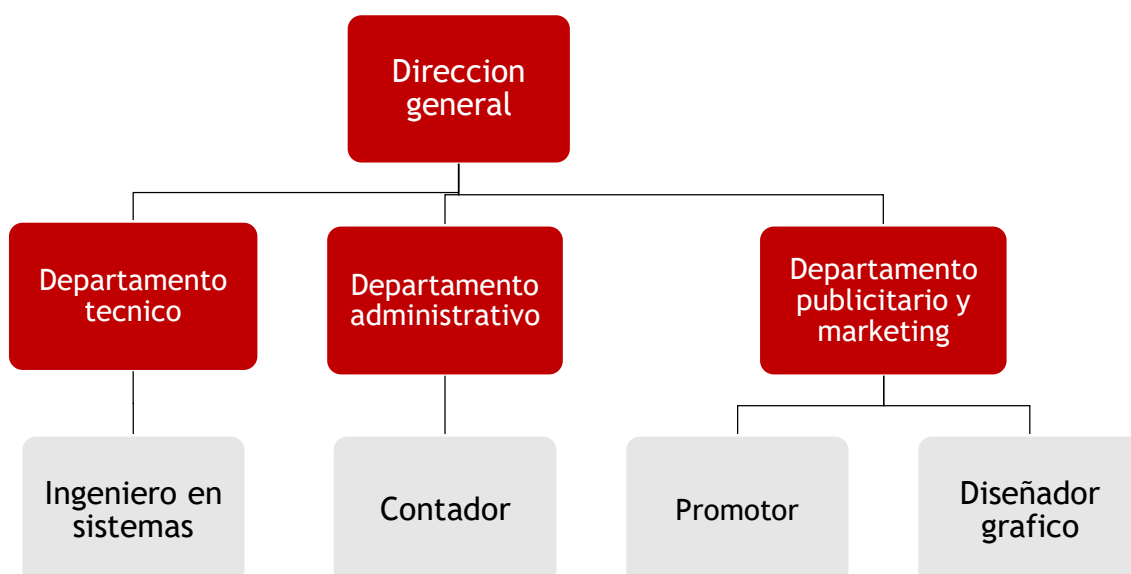 Direccion
general
Departamento
tecnico
Departamento
administrativo
Departamento
publicitario y
marketing
Ingeniero en
sistemas
Contador
Promotor
Diseñador
grafico